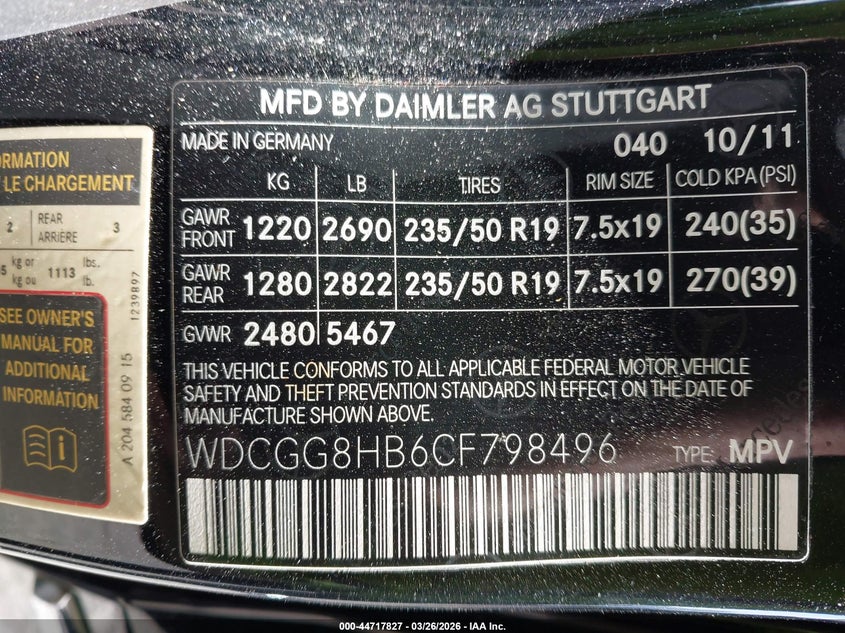 MFD BY DAIMLER AG STUTTGART
MADE IN GERMANY 040 10/11
KG LB TIRES RIM SIZE COLD KPA (PSI)
GAWR FRONT 1220 2690 235/50 R19 7.5x19 240(35)
GAWR REAR 1280 2822 235/50 R19 7.5x19 270(39)
GVWR 2480 5467
THIS VEHICLE CONFORMS TO ALL APPLICABLE FEDERAL MOTOR VEHICLE
SAFETY AND THEFT PREVENTION STANDARDS IN EFFECT ON THE DATE OF
MANUFACTURE SHOWN ABOVE.
WDCGG8HB6CF798496 TYPE: MPV
LE CHARGEMENT
2 REAR ARRIÈRE 3
kg or kg ou 1113 lbs. lb.
SEE OWNER'S
MANUAL FOR
ADDITIONAL
INFORMATION
A 204 584 09 15
1239897
000-44717827 - 03/26/2026 - IAA Inc.